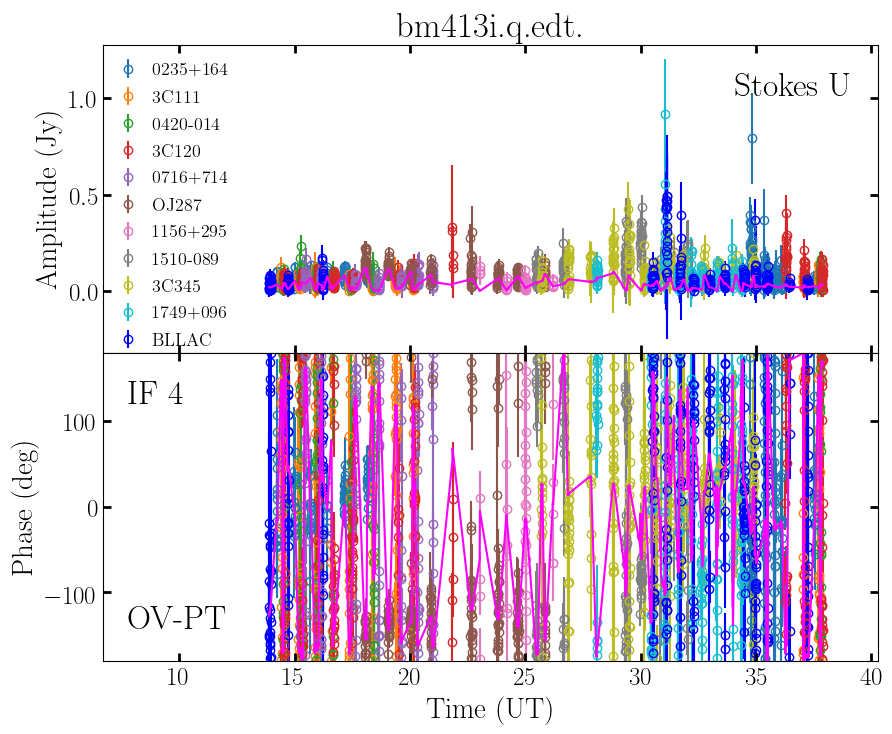 bm413i.q.edt.
Stokes U
Amplitude (Jy)
1.0
0.5
0.0
0235+164
3C111
0420-014
3C120
0716+714
OJ287
1156+295
1510-089
3C345
1749+096
BLLAC
IF 4
OV-PT
Phase (deg)
100
0
−100
10
15
20
25
30
35
40
Time (UT)